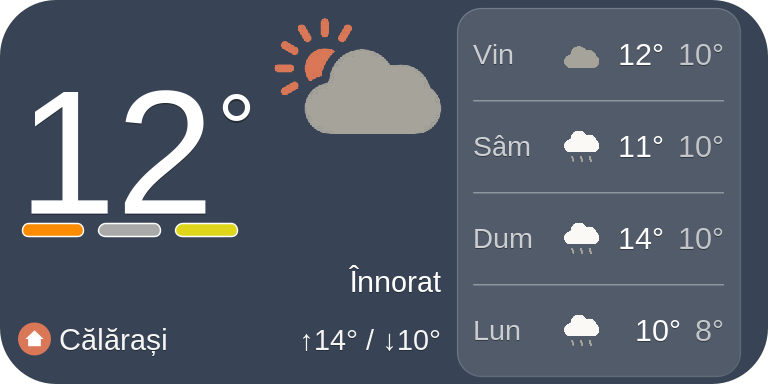 12°
Înnorat
Călărași
↑14° / ↓10°
Vin 12° 10°
Sâm 11° 10°
Dum 14° 10°
Lun 10° 8°